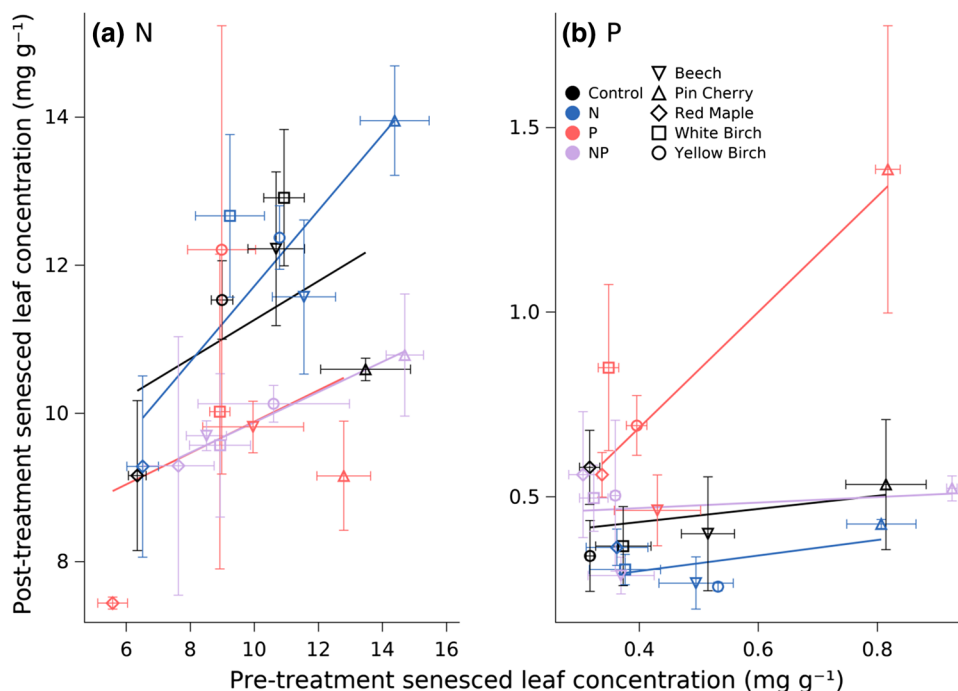 (a) N
(b) P
Post-treatment senesced leaf concentration (mg g⁻¹)
14
12
10
8
6
8
10
12
14
16
Control
N
P
NP
Beech
Pin Cherry
Red Maple
White Birch
Yellow Birch
1.5
1.0
0.5
0.4
0.6
0.8
Pre-treatment senesced leaf concentration (mg g⁻¹)